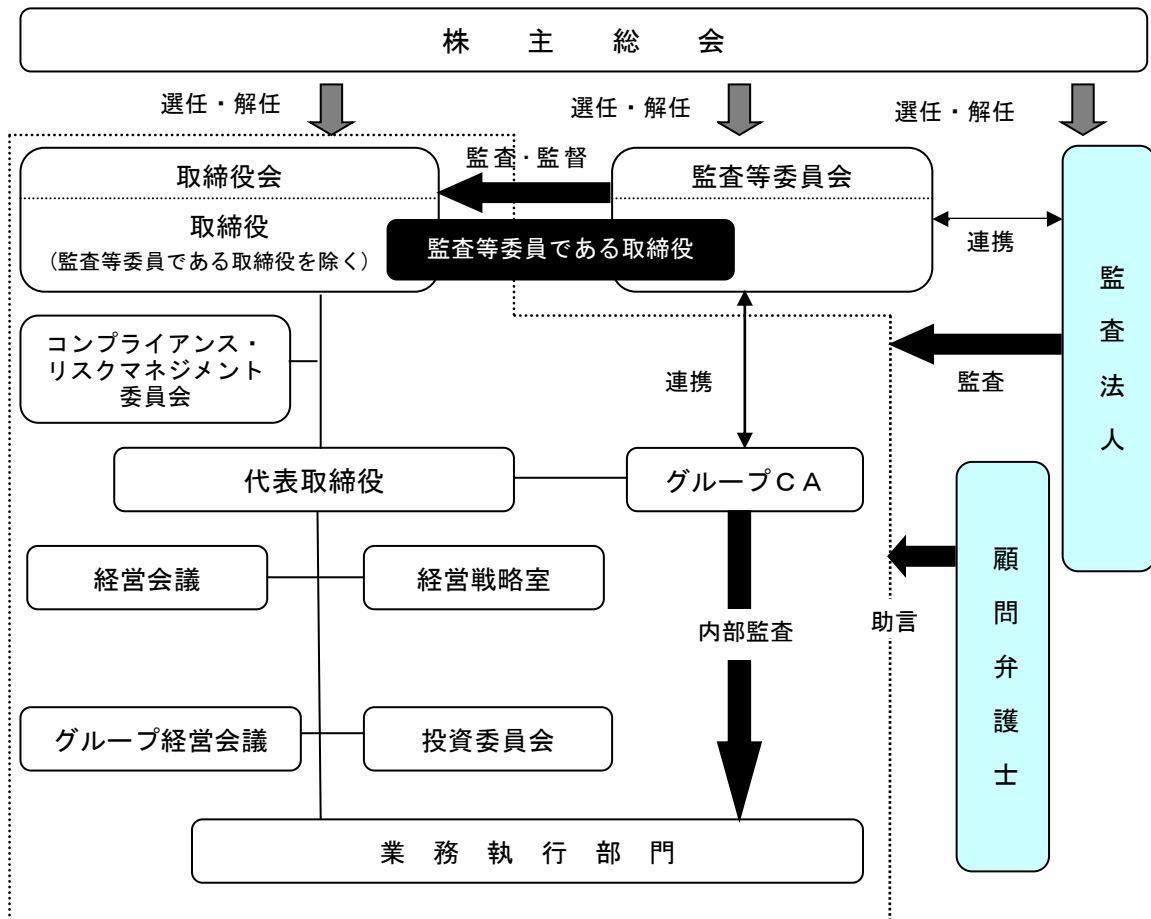 株主総会
選任・解任
選任・解任
選任・解任
取締役会
監査・監督
監査等委員会
取締役
(監査等委員である取締役を除く)
監査等委員である取締役
連携
監査法人
コンプライアンス・
リスクマネジメント
委員会
連携
監査
代表取締役
グループCA
経営会議
経営戦略室
顧問弁護士
助言
内部監査
グループ経営会議
投資委員会
業務執行部門